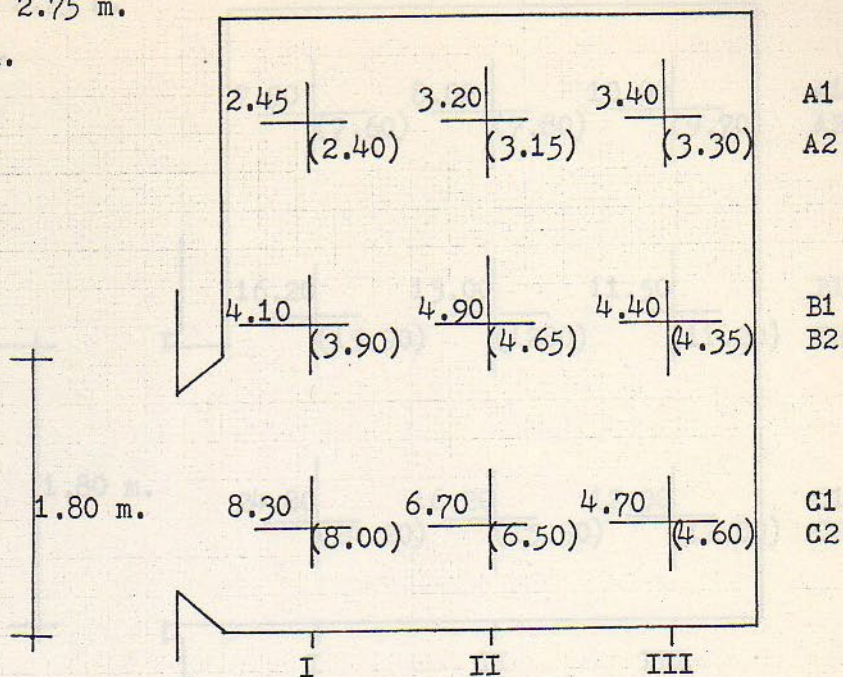 2.75 m.
2.45 3.20 3.40 A1
(2.40) (3.15) (3.30) A2
4.10 4.90 4.40 B1
(3.90) (4.65) (4.35) B2
1.80 m. 8.30 6.70 4.70 C1
(8.00) (6.50) (4.60) C2
I II III